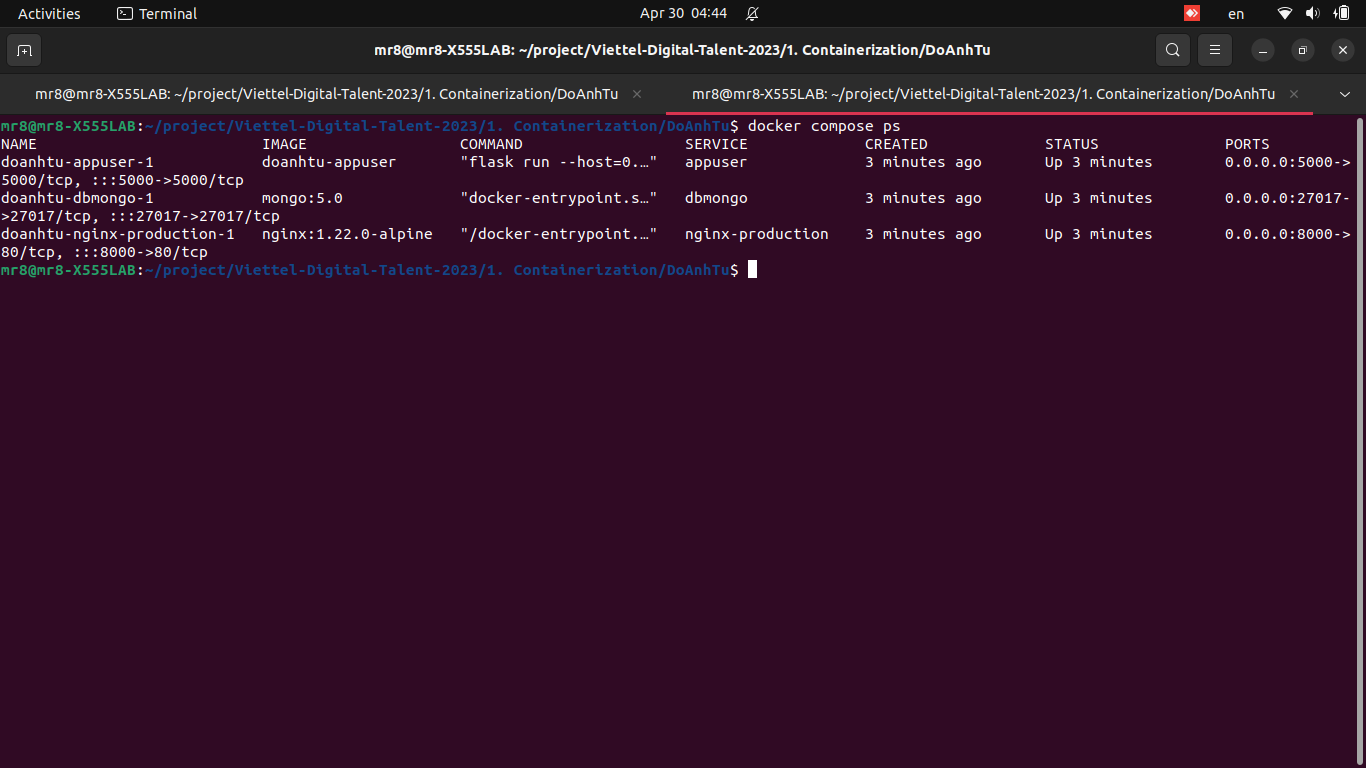 Activities Terminal Apr 30 04:44 en
mr8@mr8-X555LAB: ~/project/Viettel-Digital-Talent-2023/1. Containerization/DoAnhTu
mr8@mr8-X555LAB: ~/project/Viettel-Digital-Talent-2023/1. Containerization/DoAnhTu × mr8@mr8-X555LAB: ~/project/Viettel-Digital-Talent-2023/1. Containerization/DoAnhTu ×
mr8@mr8-X555LAB:~/project/Viettel-Digital-Talent-2023/1. Containerization/DoAnhTu$ docker compose ps
NAME IMAGE COMMAND SERVICE CREATED STATUS PORTS
doanhtu-appuser-1 doanhtu-appuser "flask run --host=0.…" appuser 3 minutes ago Up 3 minutes 0.0.0.0:5000->
5000/tcp, :::5000->5000/tcp
doanhtu-dbmongo-1 mongo:5.0 "docker-entrypoint.s…" dbmongo 3 minutes ago Up 3 minutes 0.0.0.0:27017-
>27017/tcp, :::27017->27017/tcp
doanhtu-nginx-production-1 nginx:1.22.0-alpine "/docker-entrypoint.…" nginx-production 3 minutes ago Up 3 minutes 0.0.0.0:8000->
80/tcp, :::8000->80/tcp
mr8@mr8-X555LAB:~/project/Viettel-Digital-Talent-2023/1. Containerization/DoAnhTu$